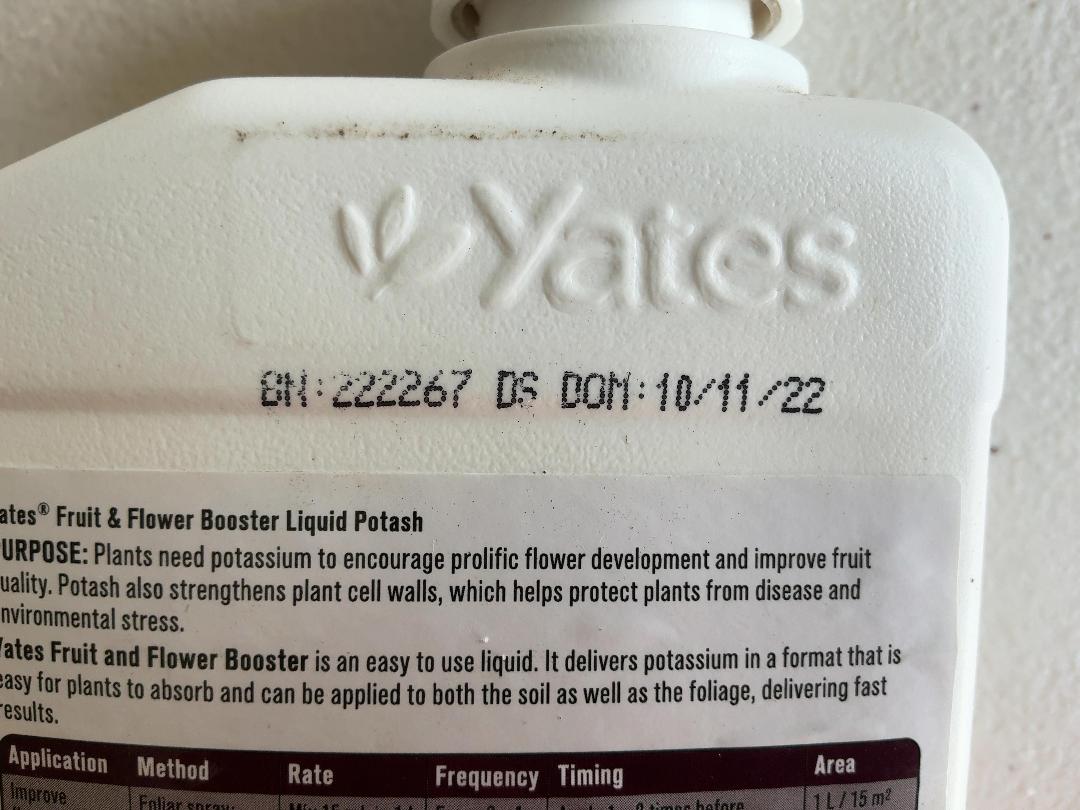 Yates
BN:222267 DS DOM:10/11/22
ates® Fruit & Flower Booster Liquid Potash
URPOSE: Plants need potassium to encourage prolific flower development and improve fruit
uality. Potash also strengthens plant cell walls, which helps protect plants from disease and
nvironmental stress.
Yates Fruit and Flower Booster is an easy to use liquid. It delivers potassium in a format that is
easy for plants to absorb and can be applied to both the soil as well as the foliage, delivering fast
results.
Application Method Rate Frequency Timing Area
Improve Foliar spray 1 L / 15 m²